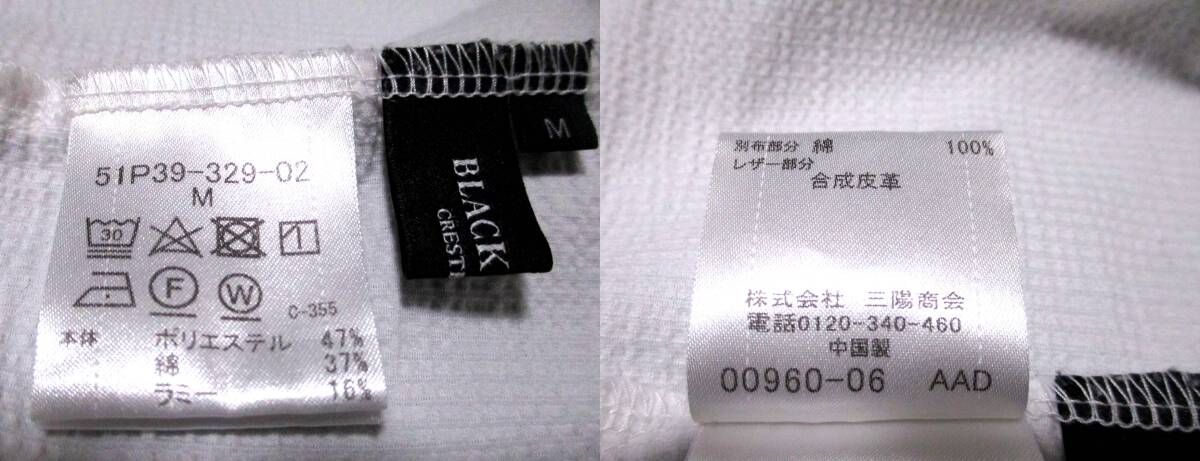 51P39-329-02
M
30
F
W
C-355
本体 ポリエステル 47%
綿 37%
ラミー 16%
M
BLACK
CREST
別布部分 綿 100%
レザー部分
合成皮革
株式会社 三陽商会
電話0120-340-460
中国製
00960-06 AAD